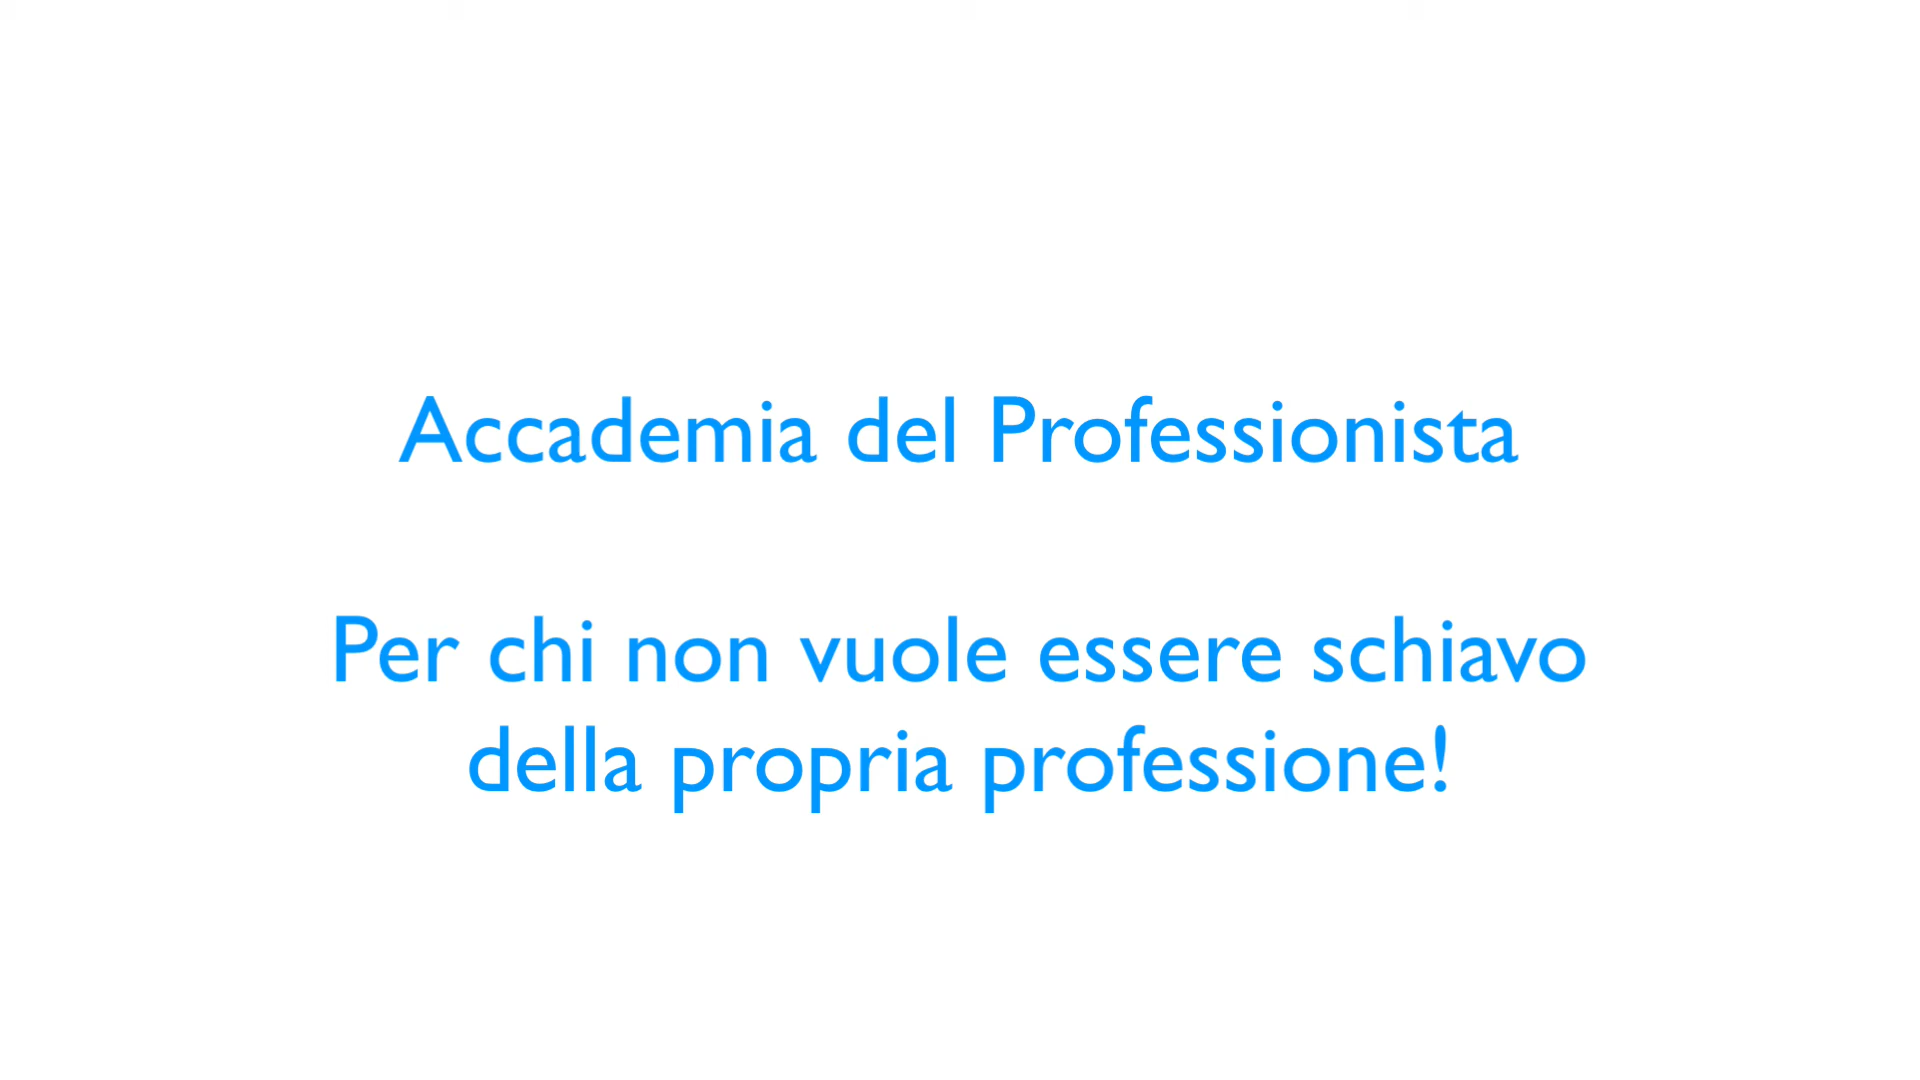 Accademia del Professionista
Per chi non vuole essere schiavo
della propria professione!